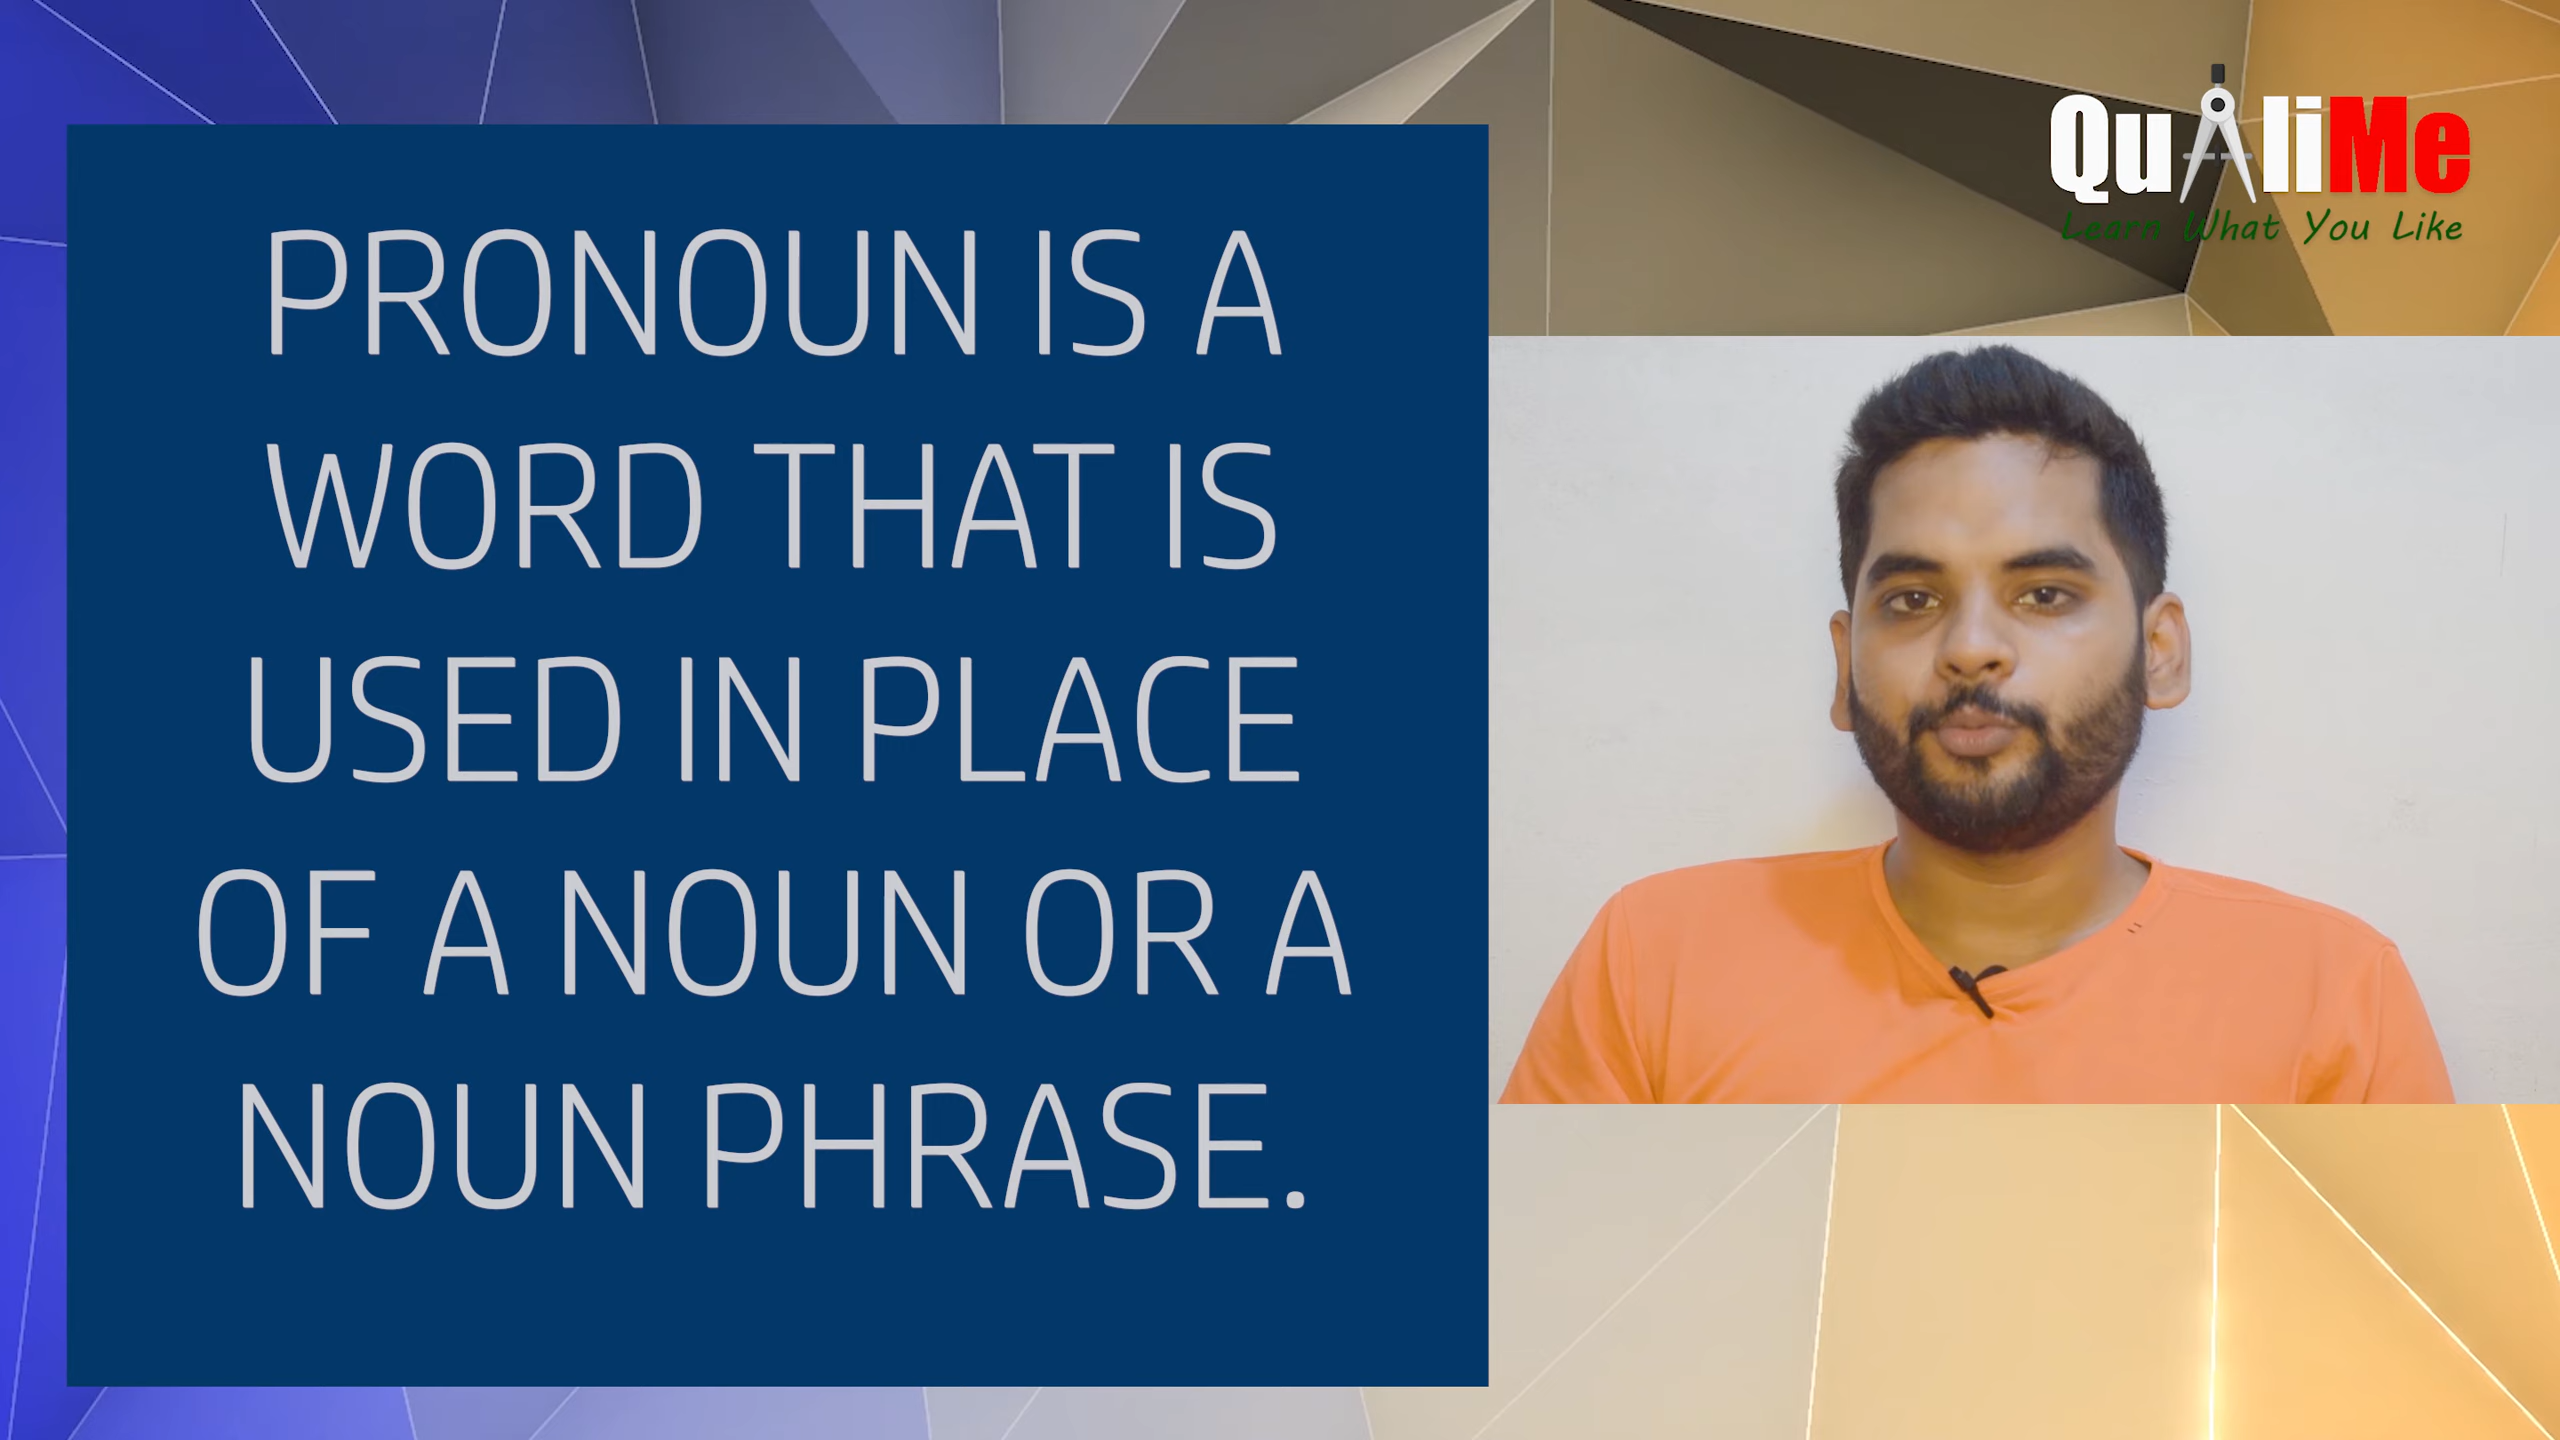 PRONOUN IS A
WORD THAT IS
USED IN PLACE
OF A NOUN OR A
NOUN PHRASE.
QuAliMe
Learn What You Like